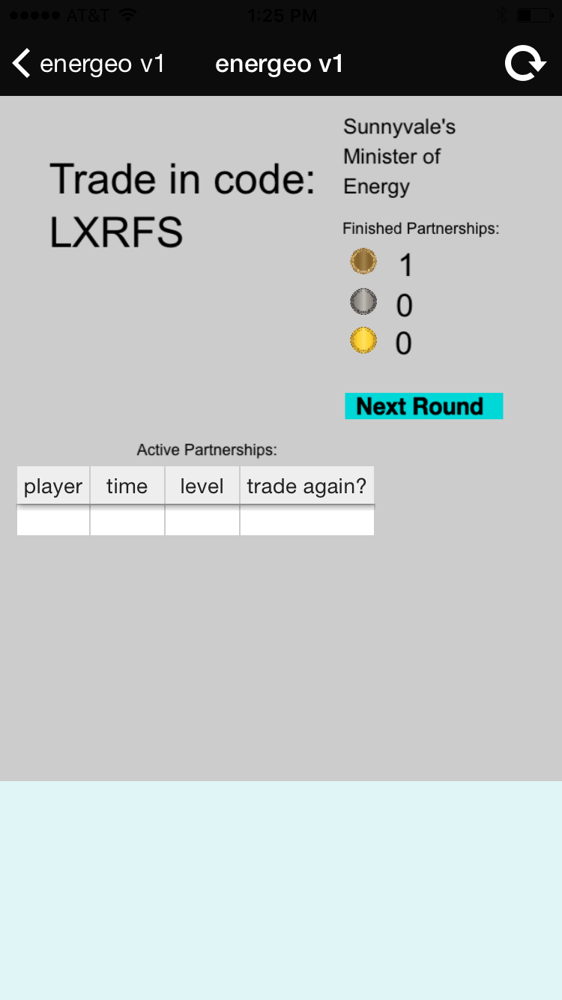 AT&T 1:25 PM
energeo v1 energeo v1
Trade in code:
LXRFS
Sunnyvale's
Minister of
Energy
Finished Partnerships:
1
0
0
Next Round
Active Partnerships:
player time level trade again?